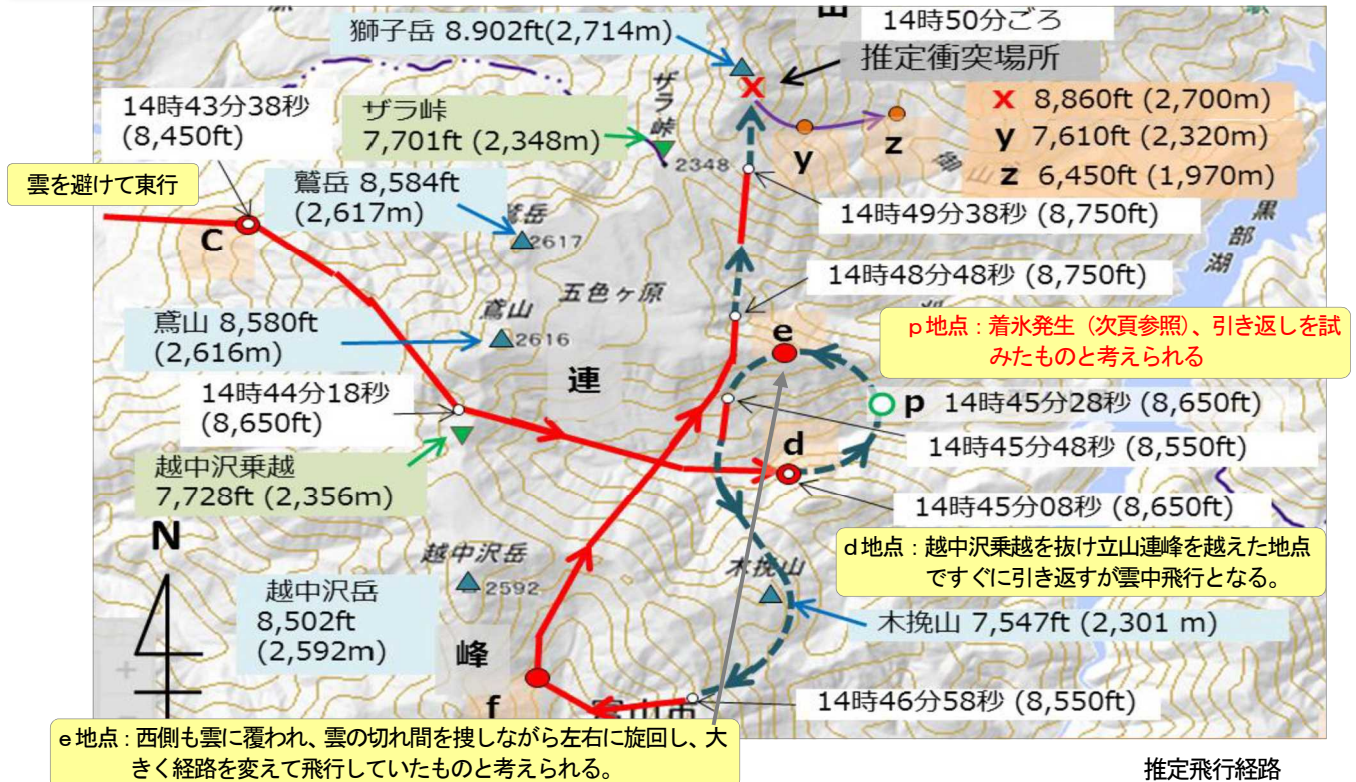 獅子岳 8.902ft(2,714m)
14時50分ごろ
推定衝突場所
14時43分38秒
(8,450ft)
ザラ峠
7,701ft (2,348m)
ザラ峠
2348
x 8,860ft (2,700m)
y 7,610ft (2,320m)
z 6,450ft (1,970m)
x
y
z
雲を避けて東行
鷲岳 8,584ft
(2,617m)
2617
C
14時49分38秒 (8,750ft)
黒部湖
14時48分48秒 (8,750ft)
五色ヶ原
鳶山
2616
鳶山 8,580ft
(2,616m)
連
e
p地点：着氷発生（次頁参照）、引き返しを試
みたものと考えられる
14時44分18秒
(8,650ft)
p 14時45分28秒 (8,650ft)
14時45分48秒 (8,550ft)
d
越中沢乗越
7,728ft (2,356m)
14時45分08秒 (8,650ft)
N
d地点：越中沢乗越を抜け立山連峰を越えた地点
ですぐに引き返すが雲中飛行となる。
越中沢岳
2592
木挽山
越中沢岳
8,502ft
(2,592m)
木挽山 7,547ft (2,301 m)
峰
f
14時46分58秒 (8,550ft)
e地点：西側も雲に覆われ、雲の切れ間を捜しながら左右に旋回し、大
きく経路を変えて飛行していたものと考えられる。
推定飛行経路